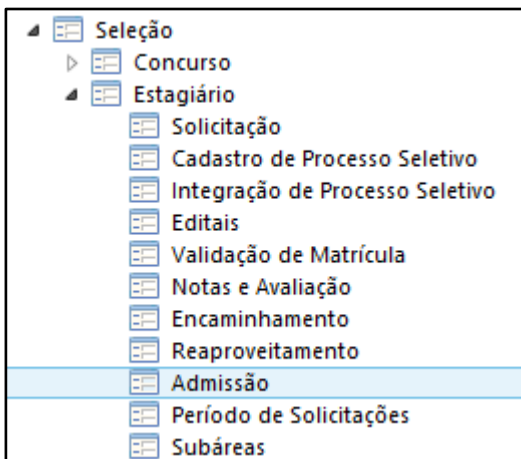 Seleção
Concurso
Estagiário
Solicitação
Cadastro de Processo Seletivo
Integração de Processo Seletivo
Editais
Validação de Matrícula
Notas e Avaliação
Encaminhamento
Reaproveitamento
Admissão
Período de Solicitações
Subáreas